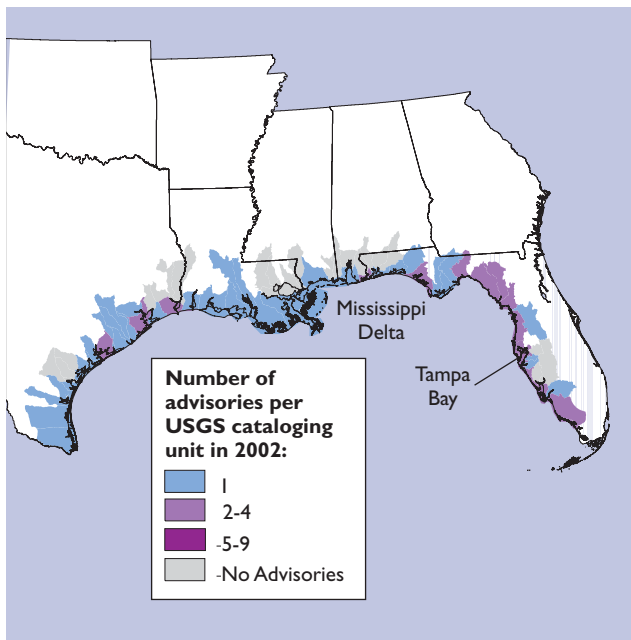 Mississippi
Delta
Tampa
Bay
Number of
advisories per
USGS cataloging
unit in 2002:
1
2-4
-5-9
-No Advisories